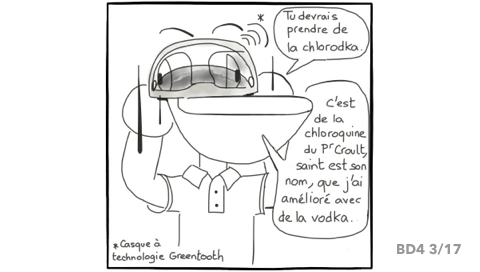 *
Tu devrais
prendre de
la chlorodka.
C'est
de la
chloroquine
du Pr Croult,
saint est son
nom, que j'ai
amélioré avec
de la vodka.
*Casque à
technologie Greentooth
BD4 3/17